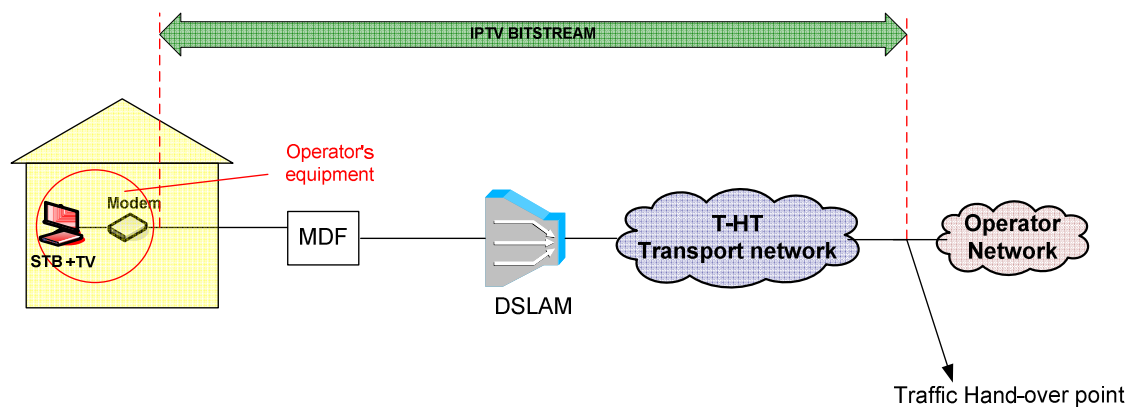 IPTV BITSTREAM
Operator's
equipment
Modem
STB +TV
MDF
DSLAM
T-HT
Transport network
Operator
Network
Traffic Hand-over point